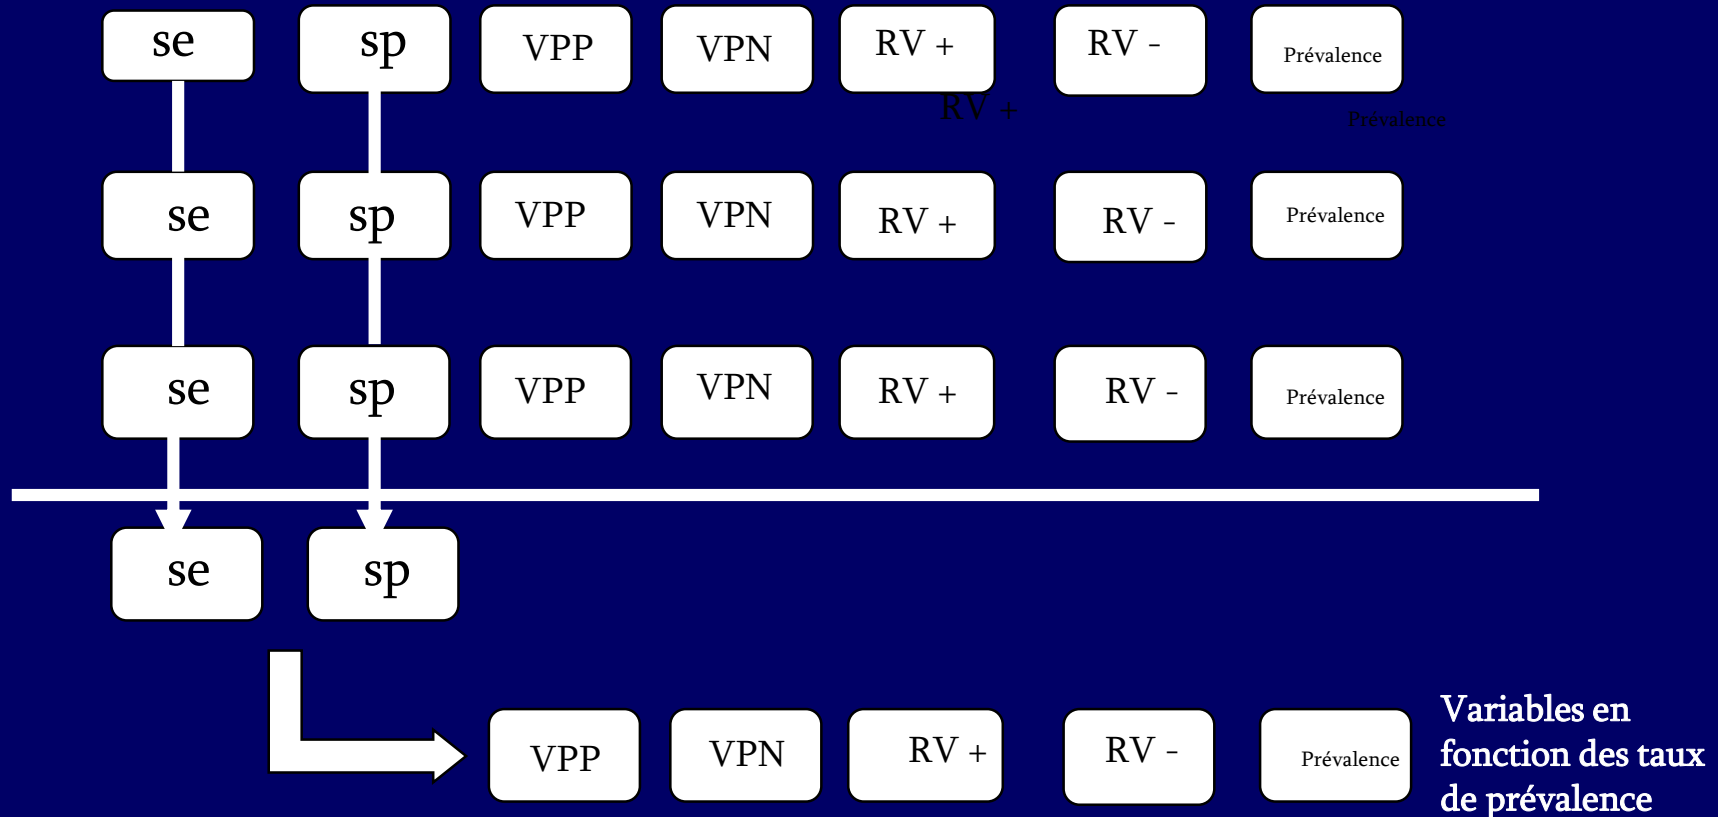 se sp VPP VPN RV + RV - Prévalence
RV + Prévalence
se sp VPP VPN RV + RV - Prévalence
se sp VPP VPN RV + RV - Prévalence
se sp
VPP VPN RV + RV - Prévalence
Variables en
fonction des taux
de prévalence